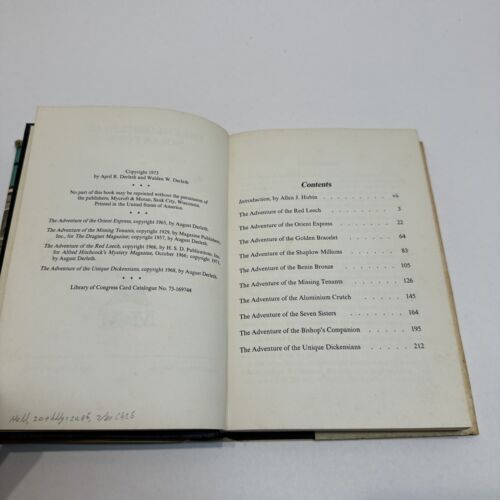 Copyright 1973
by April R. Derleth and Walden W. Derleth
* * *
No part of this book may be reprinted without the permission of
the publishers, Mycroft & Moran, Sauk City, Wisconsin.
Printed in the United States of America.
* * *
The Adventure of the Orient Express, copyright 1965, by August Derleth.
The Adventure of the Missing Tenants, copyright 1929, by Magazine Publishers,
Inc., for The Dragnet Magazine; copyright 1957, by August Derleth.
The Adventure of the Red Leech, copyright 1966, by H. S. D. Publications, Inc.,
for Alfred Hitchcock's Mystery Magazine, October 1966; copyright 1971,
by August Derleth.
The Adventure of the Unique Dickensians, copyright 1968, by August Derleth.
* * *
Library of Congress Card Catalogue No. 73-169744
Contents
Introduction, by Allen J. Hubin . . . vii
The Adventure of the Red Leech . . . . . 3
The Adventure of the Orient Express . . . . . 22
The Adventure of the Golden Bracelet . . . . . 64
The Adventure of the Shaplow Millions . . . . . 83
The Adventure of the Benin Bronze . . . . . 105
The Adventure of the Missing Tenants . . . . . 126
The Adventure of the Aluminium Crutch . . . . . 145
The Adventure of the Seven Sisters . . . . . 164
The Adventure of the Bishop's Companion . . . . . 195
The Adventure of the Unique Dickensians . . . . . 212